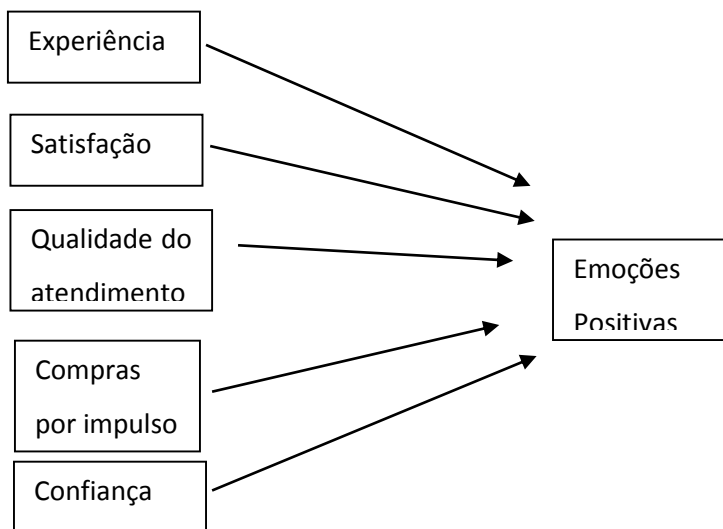 Experiência
Satisfação
Qualidade do
atendimento
Emoções
Positivas
Compras
por impulso
Confiança